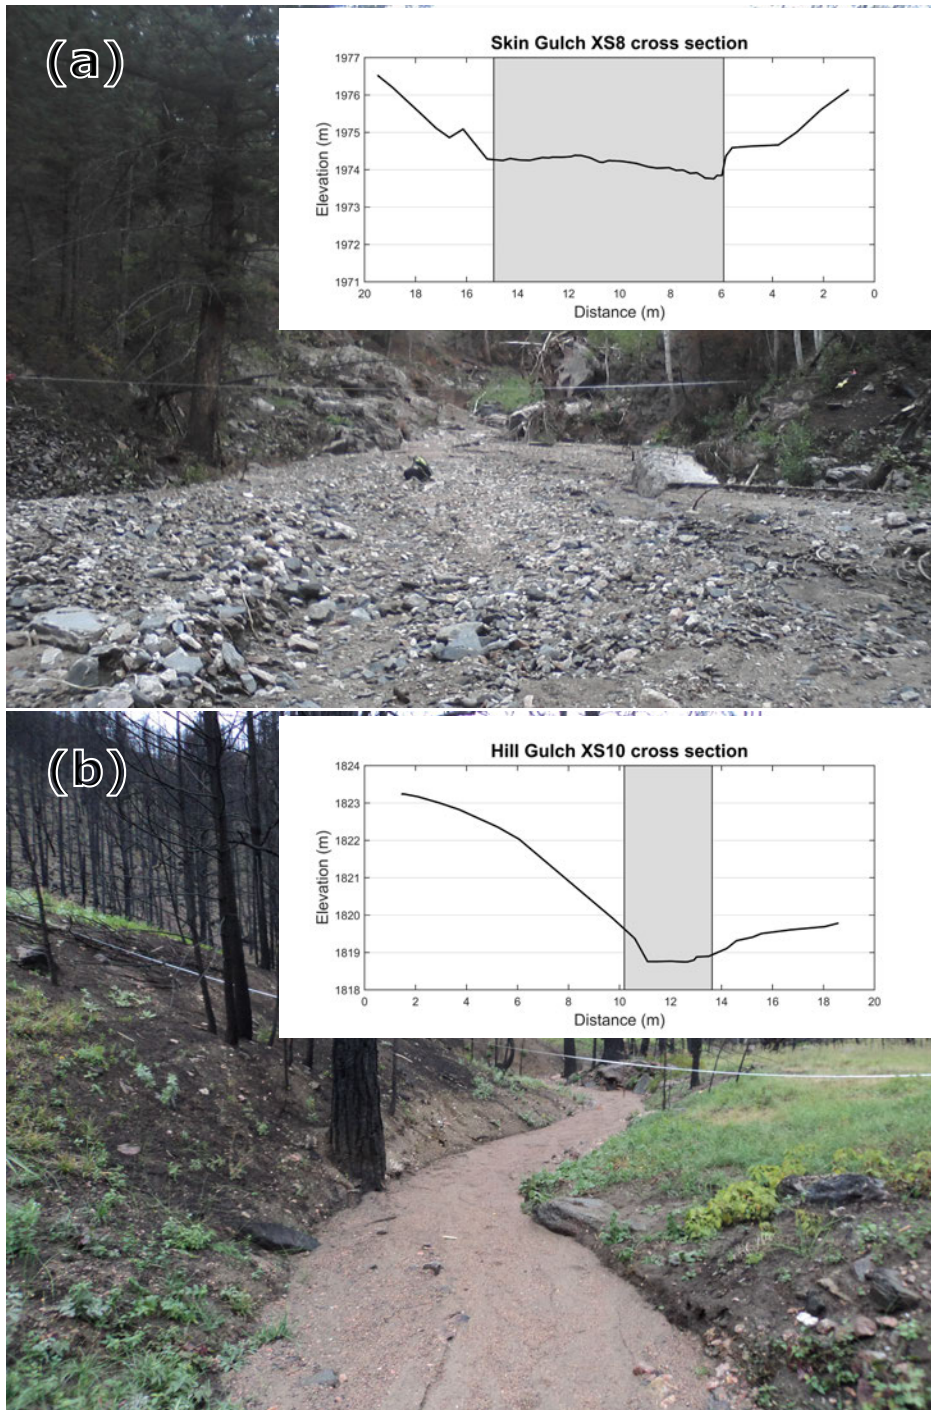 (a)
Skin Gulch XS8 cross section
1977
1976
1975
1974
1973
1972
1971
Elevation (m)
20 18 16 14 12 10 8 6 4 2 0
Distance (m)
(b)
Hill Gulch XS10 cross section
1824
1823
1822
1821
1820
1819
1818
Elevation (m)
0 2 4 6 8 10 12 14 16 18 20
Distance (m)